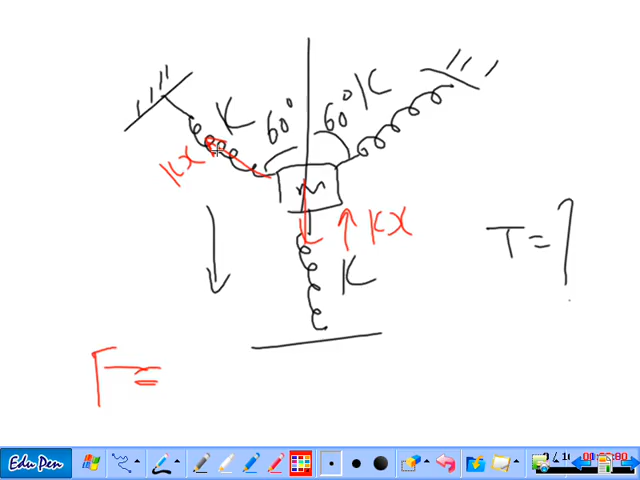 K 60° 60° K
Kx
m
Kx
K
T = ?
F =
Edu Pen